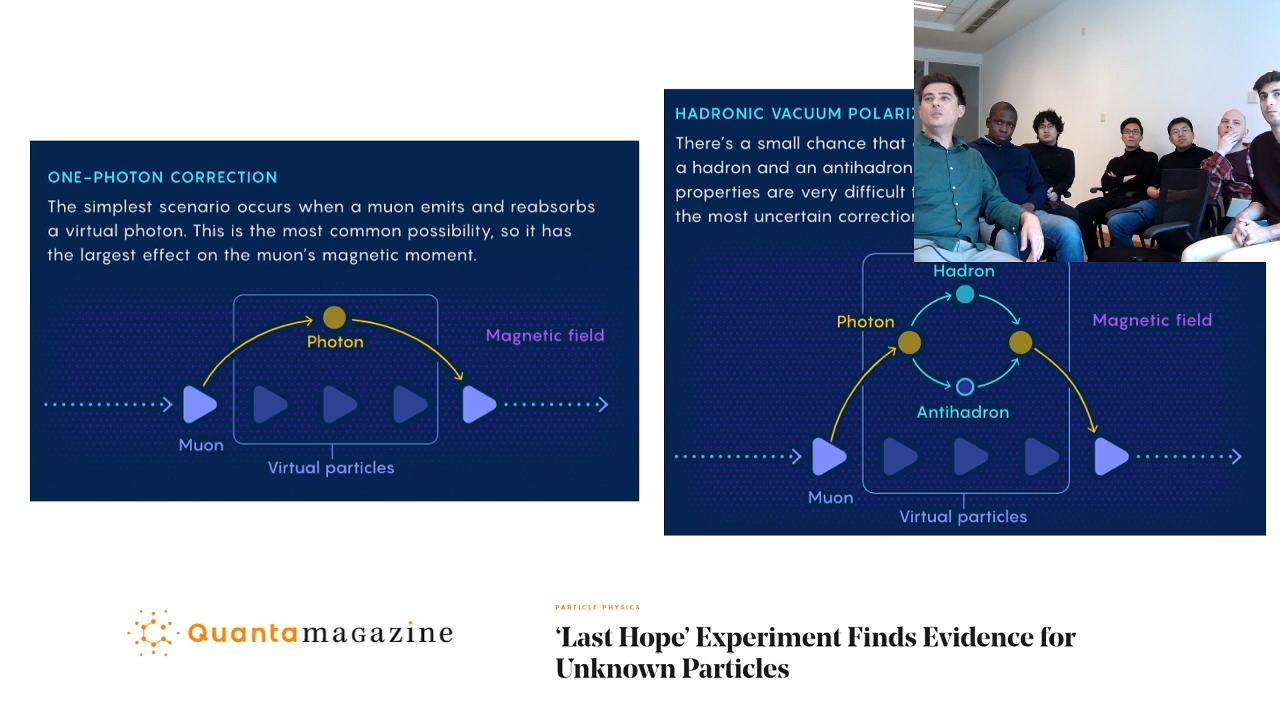 ONE-PHOTON CORRECTION
The simplest scenario occurs when a muon emits and reabsorbs
a virtual photon. This is the most common possibility, so it has
the largest effect on the muon's magnetic moment.
Photon
Magnetic field
Muon
Virtual particles
HADRONIC VACUUM
There's a small chance that
a hadron and an antihadron
properties are very difficult
the most uncertain correction
Hadron
Photon
Magnetic field
Antihadron
Muon
Virtual particles
Quantamagazine
PARTICLE PHYSICS
‘Last Hope’ Experiment Finds Evidence for
Unknown Particles